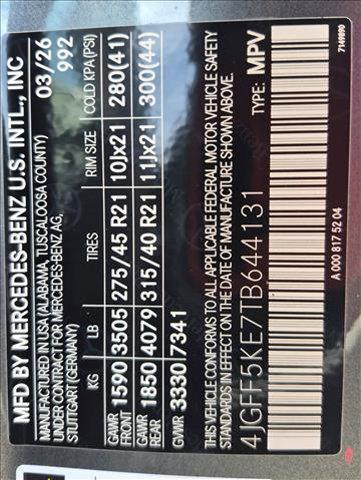 MFD BY MERCEDES-BENZ U.S. INTL., INC
MANUFACTURED IN USA (ALABAMA, TUSCALOOSA COUNTY)
UNDER CONTRACT FOR MERCEDES-BENZ AG,
STUTTGART (GERMANY)
03/26
992
KG LB TIRES RIM SIZE COLD KPA(PSI)
GAWR FRONT 1590 3505 275/45 R21 10Jx21 280(41)
GAWR REAR 1850 4079 315/40 R21 11Jx21 300(44)
GVWR 3330 7341
THIS VEHICLE CONFORMS TO ALL APPLICABLE FEDERAL MOTOR VEHICLE SAFETY
STANDARDS IN EFFECT ON THE DATE OF MANUFACTURE SHOWN ABOVE.
4JGFF5KE7TB644131 TYPE: MPV
A 000 817 52 04
7149890